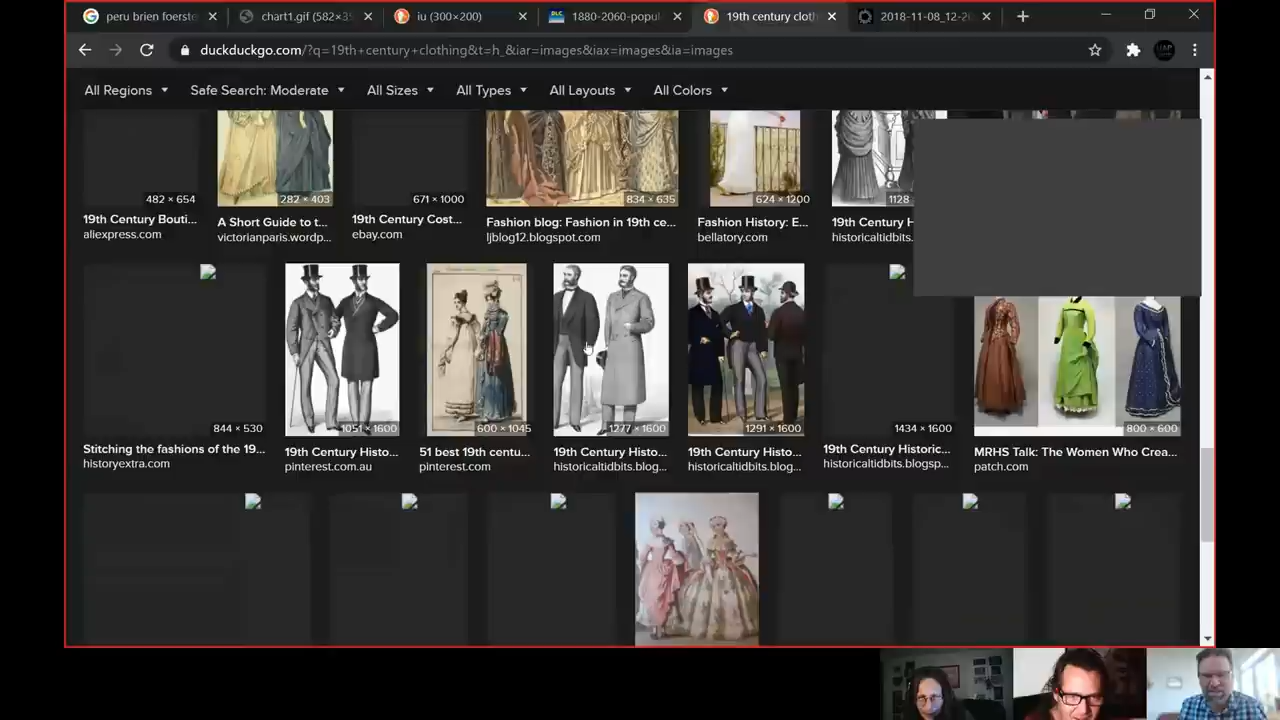 peru brien foerste
chart1.gif (582×35
iu (300×200)
DLC
1880-2060-popul
19th century cloth
2018-11-08_12-2
duckduckgo.com/?q=19th+century+clothing&t=h_&iar=images&iax=images&ia=images
All Regions Safe Search: Moderate All Sizes All Types All Layouts All Colors
482 × 654 282 × 403 671 × 1000 834 × 635 624 × 1200 1128
19th Century Bouti... A Short Guide to t... 19th Century Cost... Fashion blog: Fashion in 19th ce... Fashion History: E... 19th Century H
aliexpress.com victorianparis.wordp... ebay.com ljblog12.blogspot.com bellatory.com historicaltidbits.
844 × 530 1051 × 1600 600 × 1045 1277 × 1600 1291 × 1600 1434 × 1600 800 × 600
Stitching the fashions of the 19... 19th Century Histo... 51 best 19th centu... 19th Century Histo... 19th Century Histo... 19th Century Historic... MRHS Talk: The Women Who Crea...
historyextra.com pinterest.com.au pinterest.com historicaltidbits.blog... historicaltidbits.blog... historicaltidbits.blogsp... patch.com